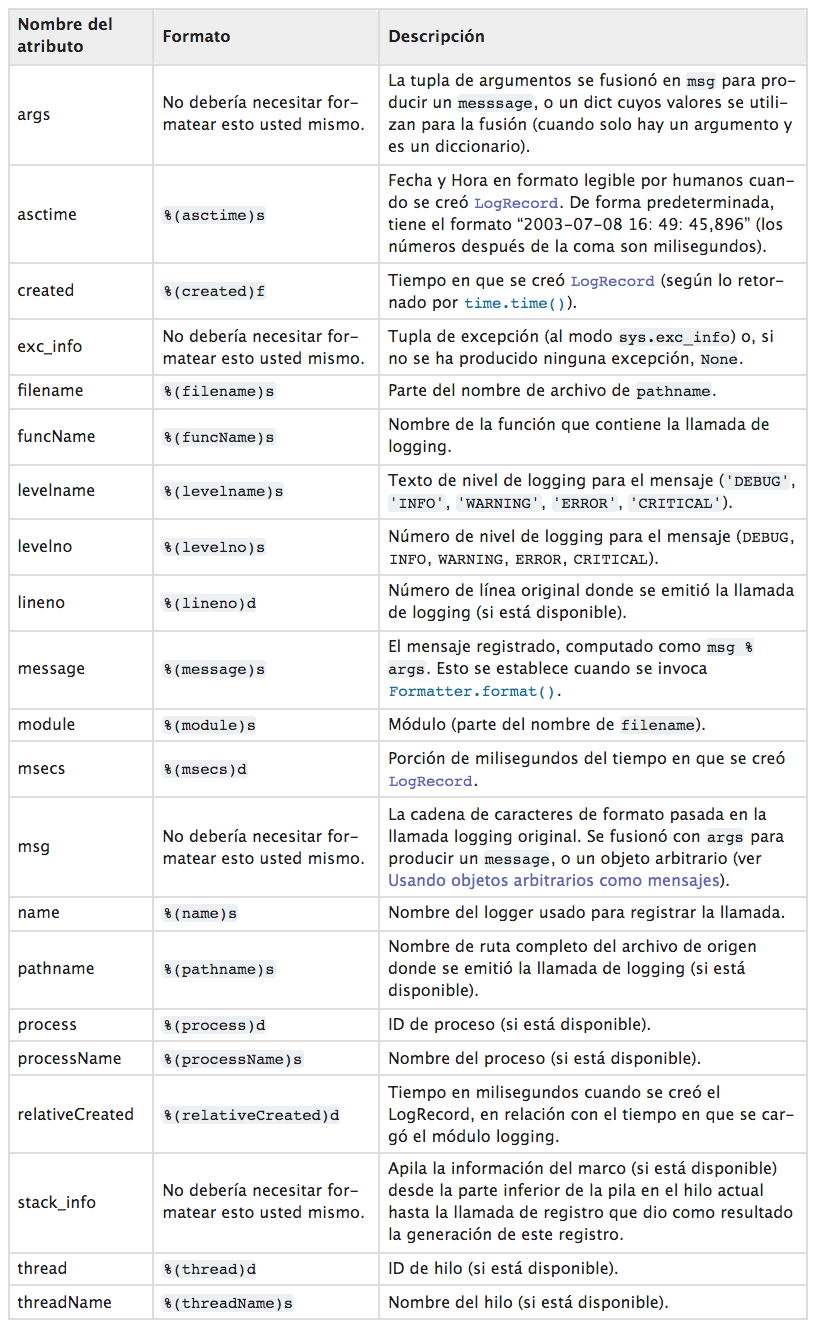 Nombre del
atributo
Formato
Descripción
args
No debería necesitar for-
matear esto usted mismo.
La tupla de argumentos se fusionó en msg para pro-
ducir un messsage, o un dict cuyos valores se utili-
zan para la fusión (cuando solo hay un argumento y
es un diccionario).
asctime
%(asctime)s
Fecha y Hora en formato legible por humanos cuan-
do se creó LogRecord. De forma predeterminada,
tiene el formato “2003-07-08 16: 49: 45,896” (los
números después de la coma son milisegundos).
created
%(created)f
Tiempo en que se creó LogRecord (según lo retor-
nado por time.time()).
exc_info
No debería necesitar for-
matear esto usted mismo.
Tupla de excepción (al modo sys.exc_info) o, si
no se ha producido ninguna excepción, None.
filename
%(filename)s
Parte del nombre de archivo de pathname.
funcName
%(funcName)s
Nombre de la función que contiene la llamada de
logging.
levelname
%(levelname)s
Texto de nivel de logging para el mensaje ('DEBUG',
'INFO', 'WARNING', 'ERROR', 'CRITICAL').
levelno
%(levelno)s
Número de nivel de logging para el mensaje (DEBUG,
INFO, WARNING, ERROR, CRITICAL).
lineno
%(lineno)d
Número de línea original donde se emitió la llamada
de logging (si está disponible).
message
%(message)s
El mensaje registrado, computado como msg %
args. Esto se establece cuando se invoca
Formatter.format().
module
%(module)s
Módulo (parte del nombre de filename).
msecs
%(msecs)d
Porción de milisegundos del tiempo en que se creó
LogRecord.
msg
No debería necesitar for-
matear esto usted mismo.
La cadena de caracteres de formato pasada en la
llamada logging original. Se fusionó con args para
producir un message, o un objeto arbitrario (ver
Usando objetos arbitrarios como mensajes).
name
%(name)s
Nombre del logger usado para registrar la llamada.
pathname
%(pathname)s
Nombre de ruta completo del archivo de origen
donde se emitió la llamada de logging (si está
disponible).
process
%(process)d
ID de proceso (si está disponible).
processName
%(processName)s
Nombre del proceso (si está disponible).
relativeCreated
%(relativeCreated)d
Tiempo en milisegundos cuando se creó el
LogRecord, en relación con el tiempo en que se car-
gó el módulo logging.
stack_info
No debería necesitar for-
matear esto usted mismo.
Apila la información del marco (si está disponible)
desde la parte inferior de la pila en el hilo actual
hasta la llamada de registro que dio como resultado
la generación de este registro.
thread
%(thread)d
ID de hilo (si está disponible).
threadName
%(threadName)s
Nombre del hilo (si está disponible).